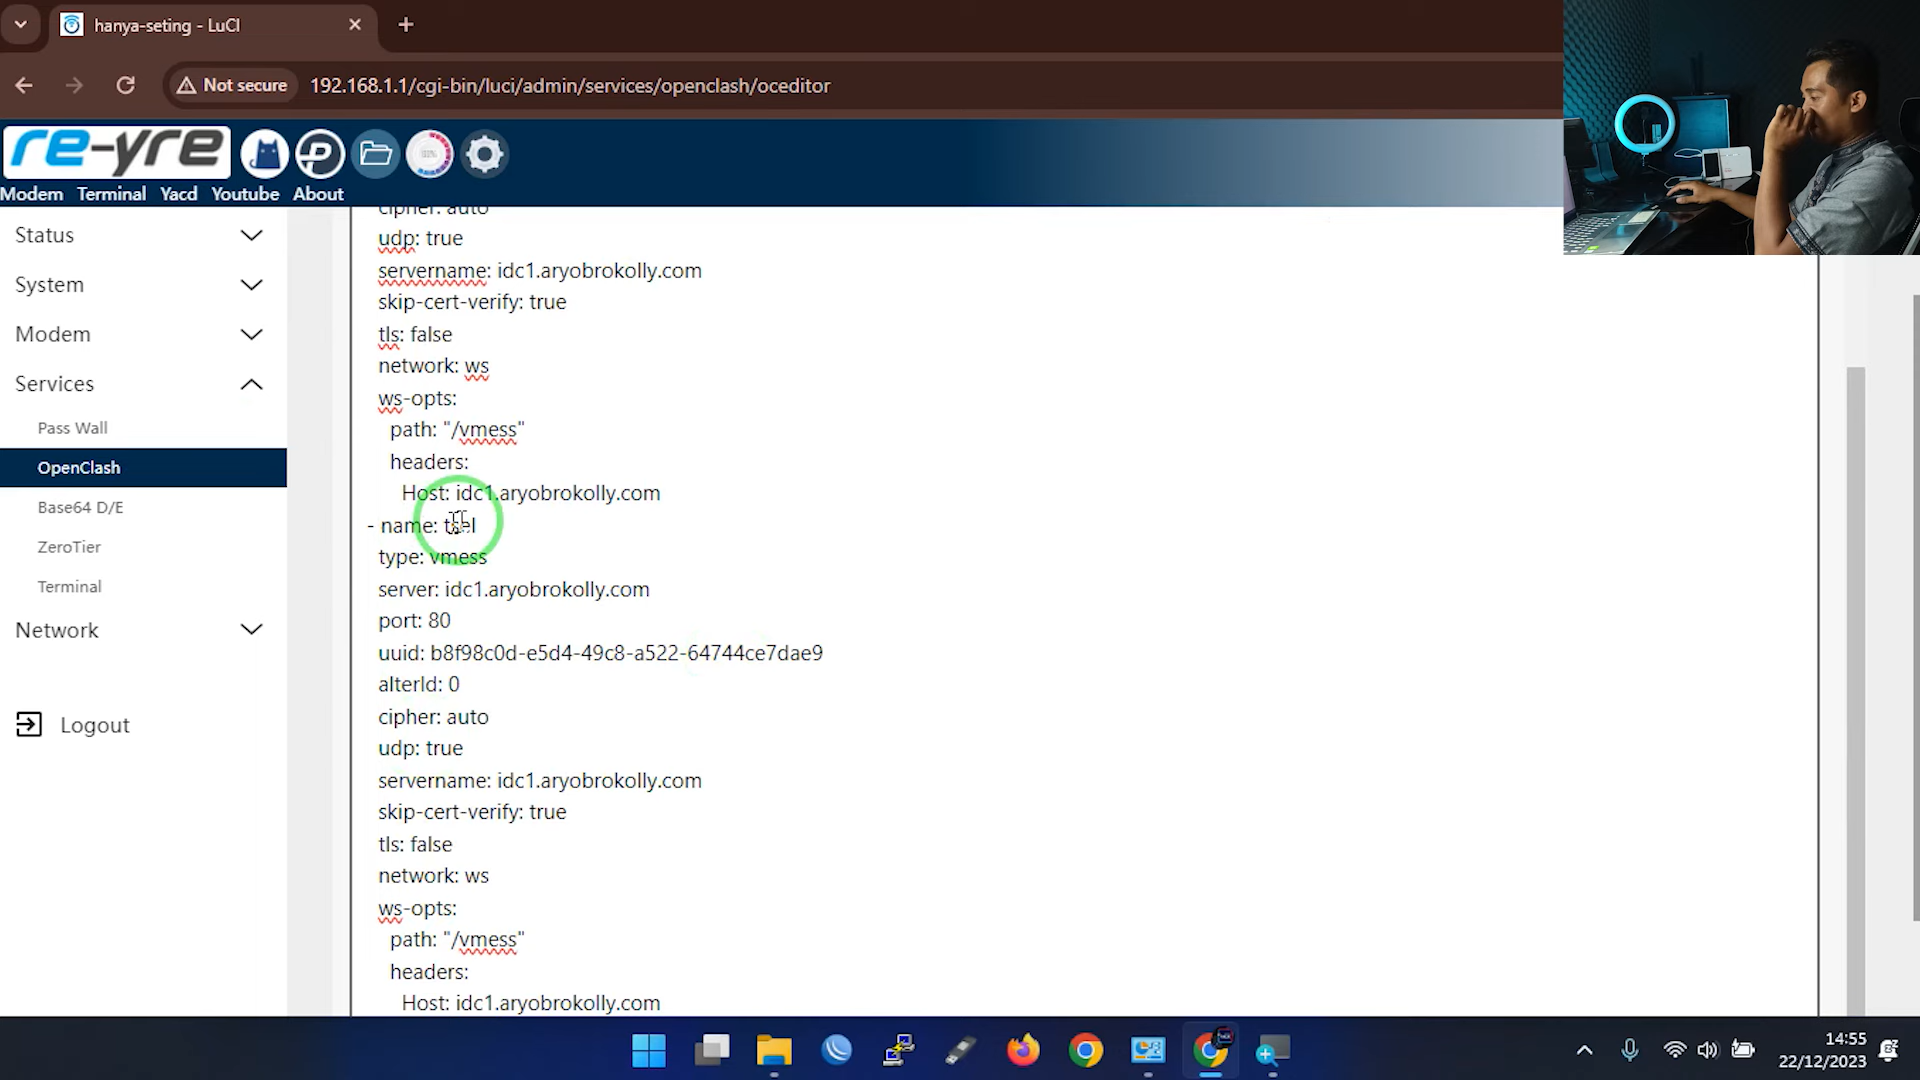 hanya-seting - LuCI
Not secure
192.168.1.1/cgi-bin/luci/admin/services/openclash/oceditor
re-yre
Modem Terminal Yacd Youtube About
Status
System
Modem
Services
Pass Wall
OpenClash
Base64 D/E
ZeroTier
Terminal
Network
Logout
cipher: auto
udp: true
servername: idc1.aryobrokolly.com
skip-cert-verify: true
tls: false
network: ws
ws-opts:
path: "/vmess"
headers:
Host: idc1.aryobrokolly.com
- name: tsel
type: vmess
server: idc1.aryobrokolly.com
port: 80
uuid: b8f98c0d-e5d4-49c8-a522-64744ce7dae9
alterId: 0
cipher: auto
udp: true
servername: idc1.aryobrokolly.com
skip-cert-verify: true
tls: false
network: ws
ws-opts:
path: "/vmess"
headers:
Host: idc1.aryobrokolly.com
14:55
22/12/2023